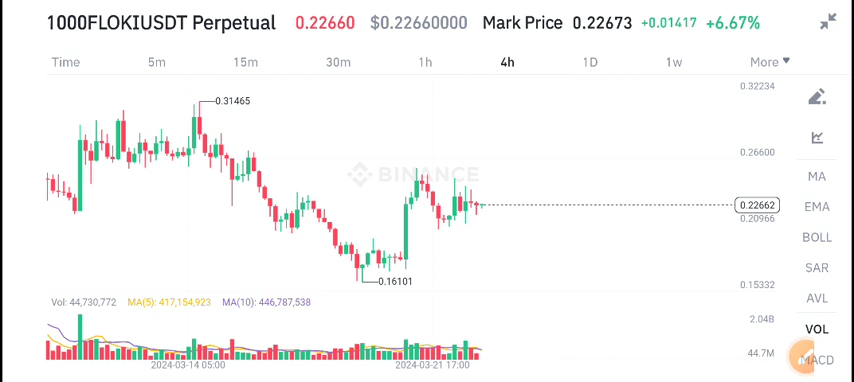 1000FLOKIUSDT Perpetual 0.22660 $0.22660000 Mark Price 0.22673 +0.01417 +6.67%
Time 5m 15m 30m 1h 4h 1D 1w More
0.32234
0.31465
0.26600
BINANCE
MA
0.22662
EMA
0.20966
BOLL
SAR
0.16101
0.15332
AVL
Vol: 44,730,772 MA(5): 417,154,923 MA(10): 446,787,538
2.04B
VOL
44.7M
MACD
2024-03-14 05:00 2024-03-21 17:00